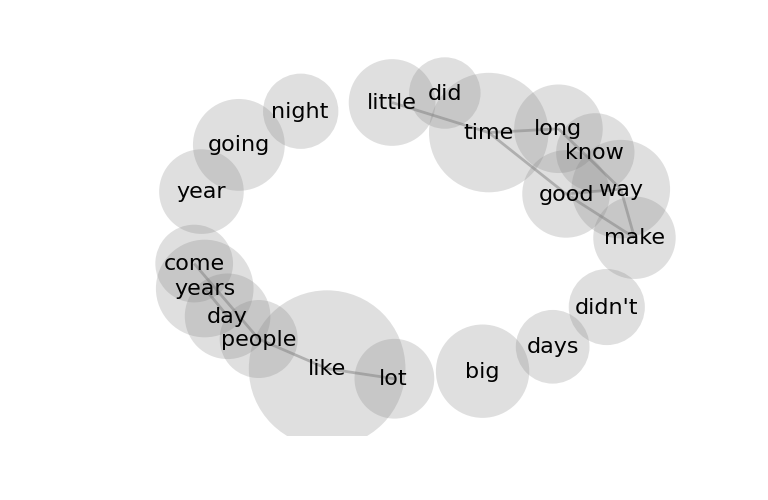 did
little
night
long
time
going
know
way
year
good
make
come
years
didn't
day
people
days
like
big
lot